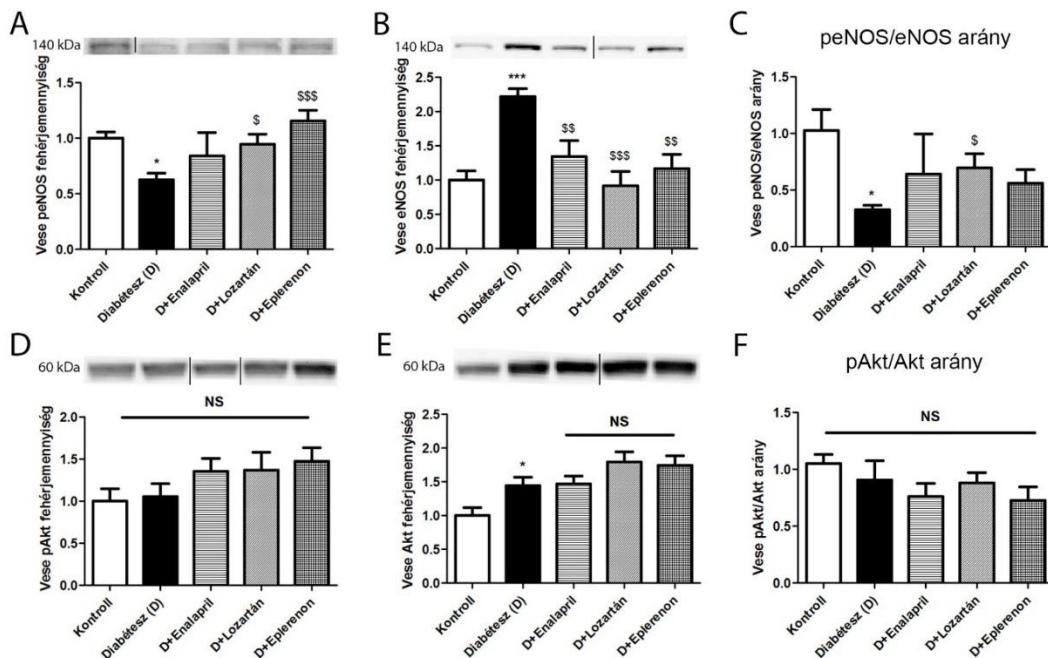 A
140 kDa
Vese peNOS fehérjemennyiség
1.5
1.0
0.5
0.0
*
$
$$$
Kontroll
Diabétesz (D)
D+Enalapril
D+Lozartán
D+Eplerenon
B
140 kDa
Vese eNOS fehérjemennyiség
2.5
2.0
1.5
1.0
0.5
0.0
***
$$
$$$
$$
Kontroll
Diabétesz (D)
D+Enalapril
D+Lozartán
D+Eplerenon
C
peNOS/eNOS arány
Vese peNOS/eNOS arány
1.5
1.0
0.5
0.0
*
$
Kontroll
Diabétesz (D)
D+Enalapril
D+Lozartán
D+Eplerenon
D
60 kDa
Vese pAkt fehérjemennyiség
2.0
1.5
1.0
0.5
0.0
NS
Kontroll
Diabétesz (D)
D+Enalapril
D+Lozartán
D+Eplerenon
E
60 kDa
Vese Akt fehérjemennyiség
2.5
2.0
1.5
1.0
0.5
0.0
*
NS
Kontroll
Diabétesz (D)
D+Enalapril
D+Lozartán
D+Eplerenon
F
pAkt/Akt arány
Vese pAkt/Akt arány
1.5
1.0
0.5
0.0
NS
Kontroll
Diabétesz (D)
D+Enalapril
D+Lozartán
D+Eplerenon